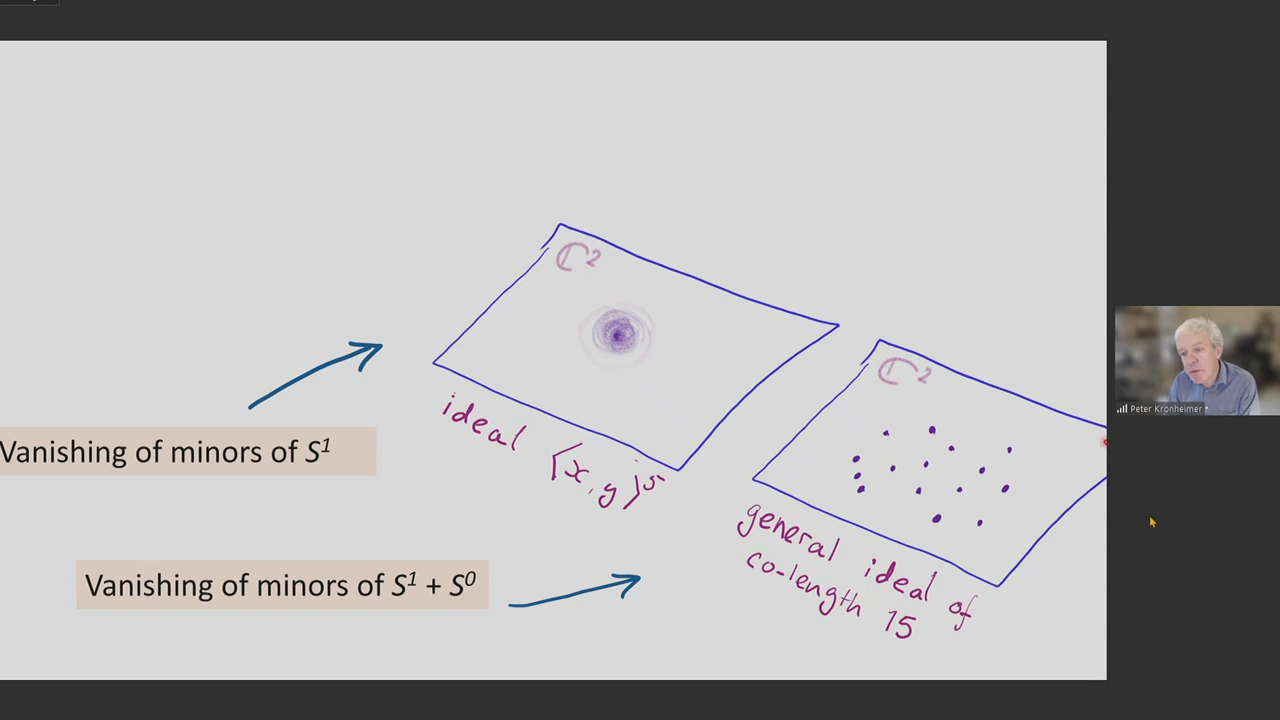 ℂ²
ideal ⟨x, y⟩⁵
ℂ²
general ideal of
co-length 15
Vanishing of minors of S¹
Vanishing of minors of S¹ + S⁰
Peter Kronheimer